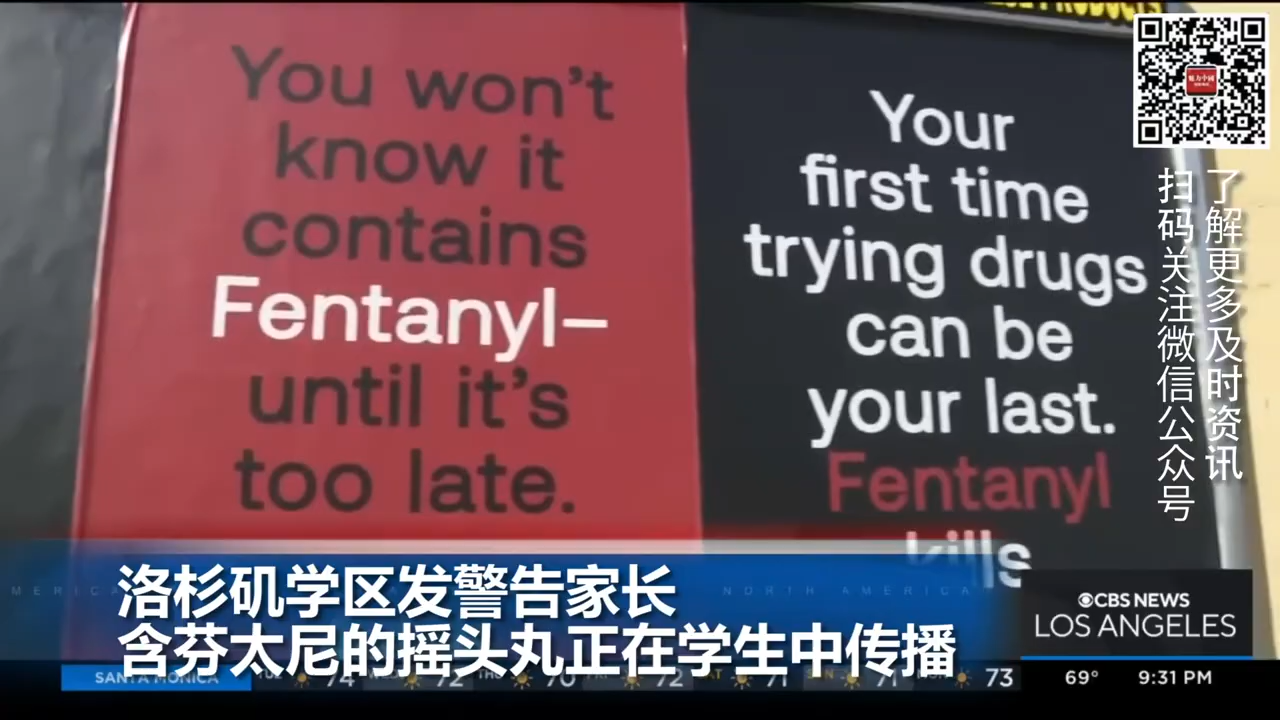 You won't
know it
contains
Fentanyl–
until it's
too late.
Your
first time
trying drugs
can be
your last.
Fentanyl
kills
了解更多及时资讯
扫码关注微信公众号
洛杉矶学区发警告家长
含芬太尼的摇头丸正在学生中传播
NORTH AMERICA
CBS NEWS
LOS ANGELES
SANTA MONICA
74 72 70 72 71 71 73
69° 9:31 PM